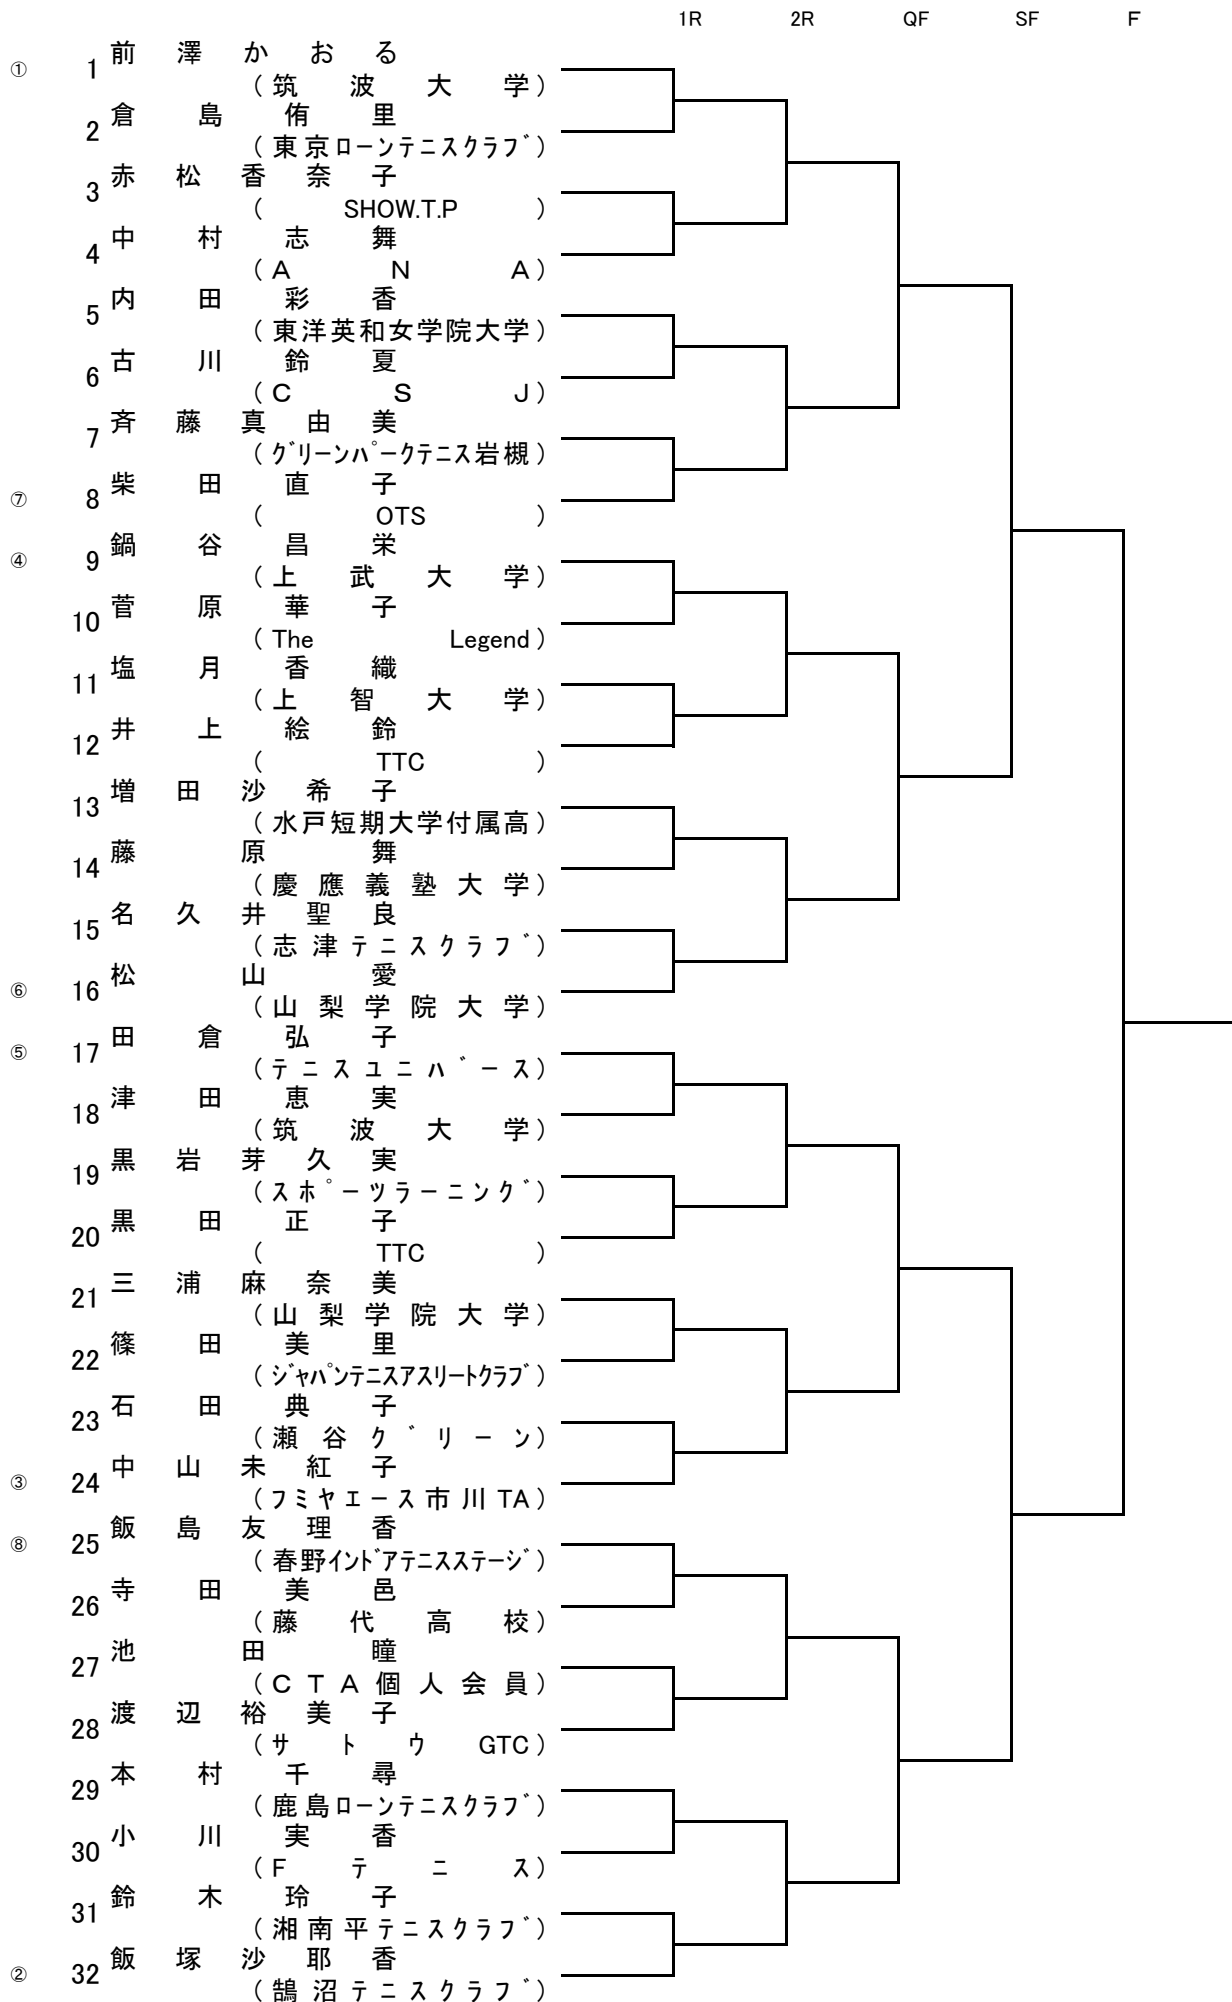 1R 2R QF SF F
① 1 前澤かおる
(筑波大学)
2 倉島侑里
(東京ローンテニスクラブ)
3 赤松香奈子
( SHOW.T.P )
4 中村志舞
(ANA)
5 内田彩香
(東洋英和女学院大学)
6 古川鈴夏
(CSJ)
7 斉藤真由美
(グリーンパークテニス岩槻)
⑦ 8 柴田直子
( OTS )
④ 9 鍋谷昌栄
(上武大学)
10 菅原華子
(The Legend)
11 塩月香織
(上智大学)
12 井上絵鈴
( TTC )
13 増田沙希子
(水戸短期大学付属高)
14 藤原舞
(慶應義塾大学)
15 名久井聖良
(志津テニスクラブ)
⑥ 16 松山愛
(山梨学院大学)
⑤ 17 田倉弘子
(テニスユニバース)
18 津田恵実
(筑波大学)
19 黒岩芽久実
(スポーツラーニング)
20 黒田正子
( TTC )
21 三浦麻奈美
(山梨学院大学)
22 篠田美里
(ジャパンテニスアスリートクラブ)
23 石田典子
(瀬谷グリーン)
③ 24 中山未紅子
(フミヤエース市川TA)
⑧ 25 飯島友理香
(春野インドアテニスステージ)
26 寺田美邑
(藤代高校)
27 池田瞳
(CTA個人会員)
28 渡辺裕美子
(サトウGTC)
29 本村千尋
(鹿島ローンテニスクラブ)
30 小川実香
(Fテニス)
31 鈴木玲子
(湘南平テニスクラブ)
② 32 飯塚沙耶香
(鵠沼テニスクラブ)